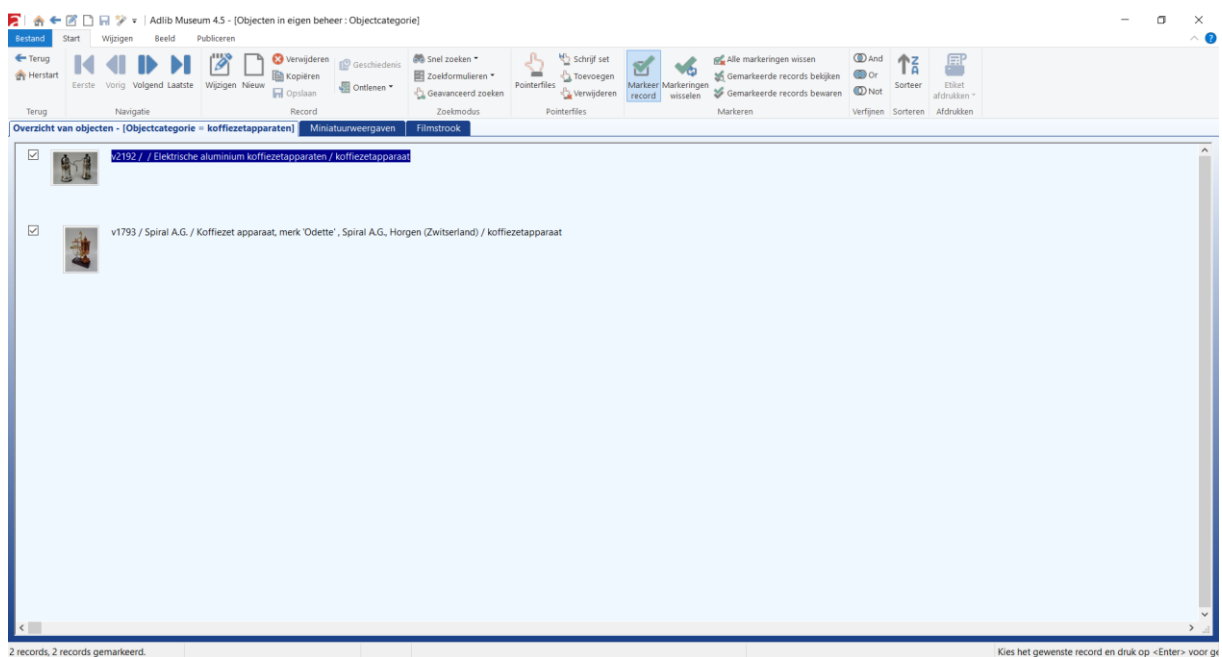 Adlib Museum 4.5 - [Objecten in eigen beheer : Objectcategorie]
Bestand Start Wijzigen Beeld Publiceren
Terug
Herstart
Terug
Eerste Vorig Volgend Laatste
Navigatie
Wijzigen Nieuw
Verwijderen
Kopiëren
Opslaan
Geschiedenis
Ontlenen
Record
Snel zoeken
Zoekformulieren
Geavanceerd zoeken
Zoekmodus
Pointerfiles
Schrijf set
Toevoegen
Verwijderen
Pointerfiles
Markeer record
Markeringen wisselen
Alle markeringen wissen
Gemarkeerde records bekijken
Gemarkeerde records bewaren
Markeren
And
Or
Not
Verfijnen
Sorteer
Sorteren
Etiket afdrukken
Afdrukken
Overzicht van objecten - [Objectcategorie = koffiezetapparaten] Miniatuurweergaven Filmstrook
v2192 / / Elektrische aluminium koffiezetapparaten / koffiezetapparaat
v1793 / Spiral A.G. / Koffiezet apparaat, merk 'Odette' , Spiral A.G., Horgen (Zwitserland) / koffiezetapparaat
2 records, 2 records gemarkeerd. Kies het gewenste record en druk op <Enter> voor ge